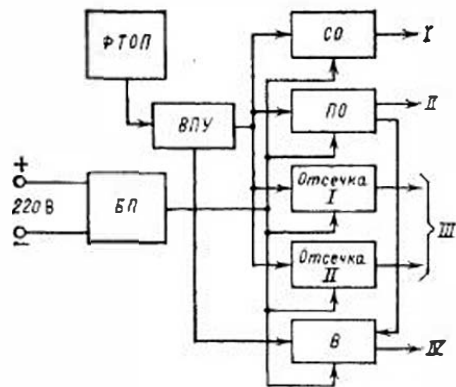 ФТОП
СО
I
ВПУ
ПО
II
+
220 В
−
БП
Отсечка
I
III
Отсечка
II
В
IV